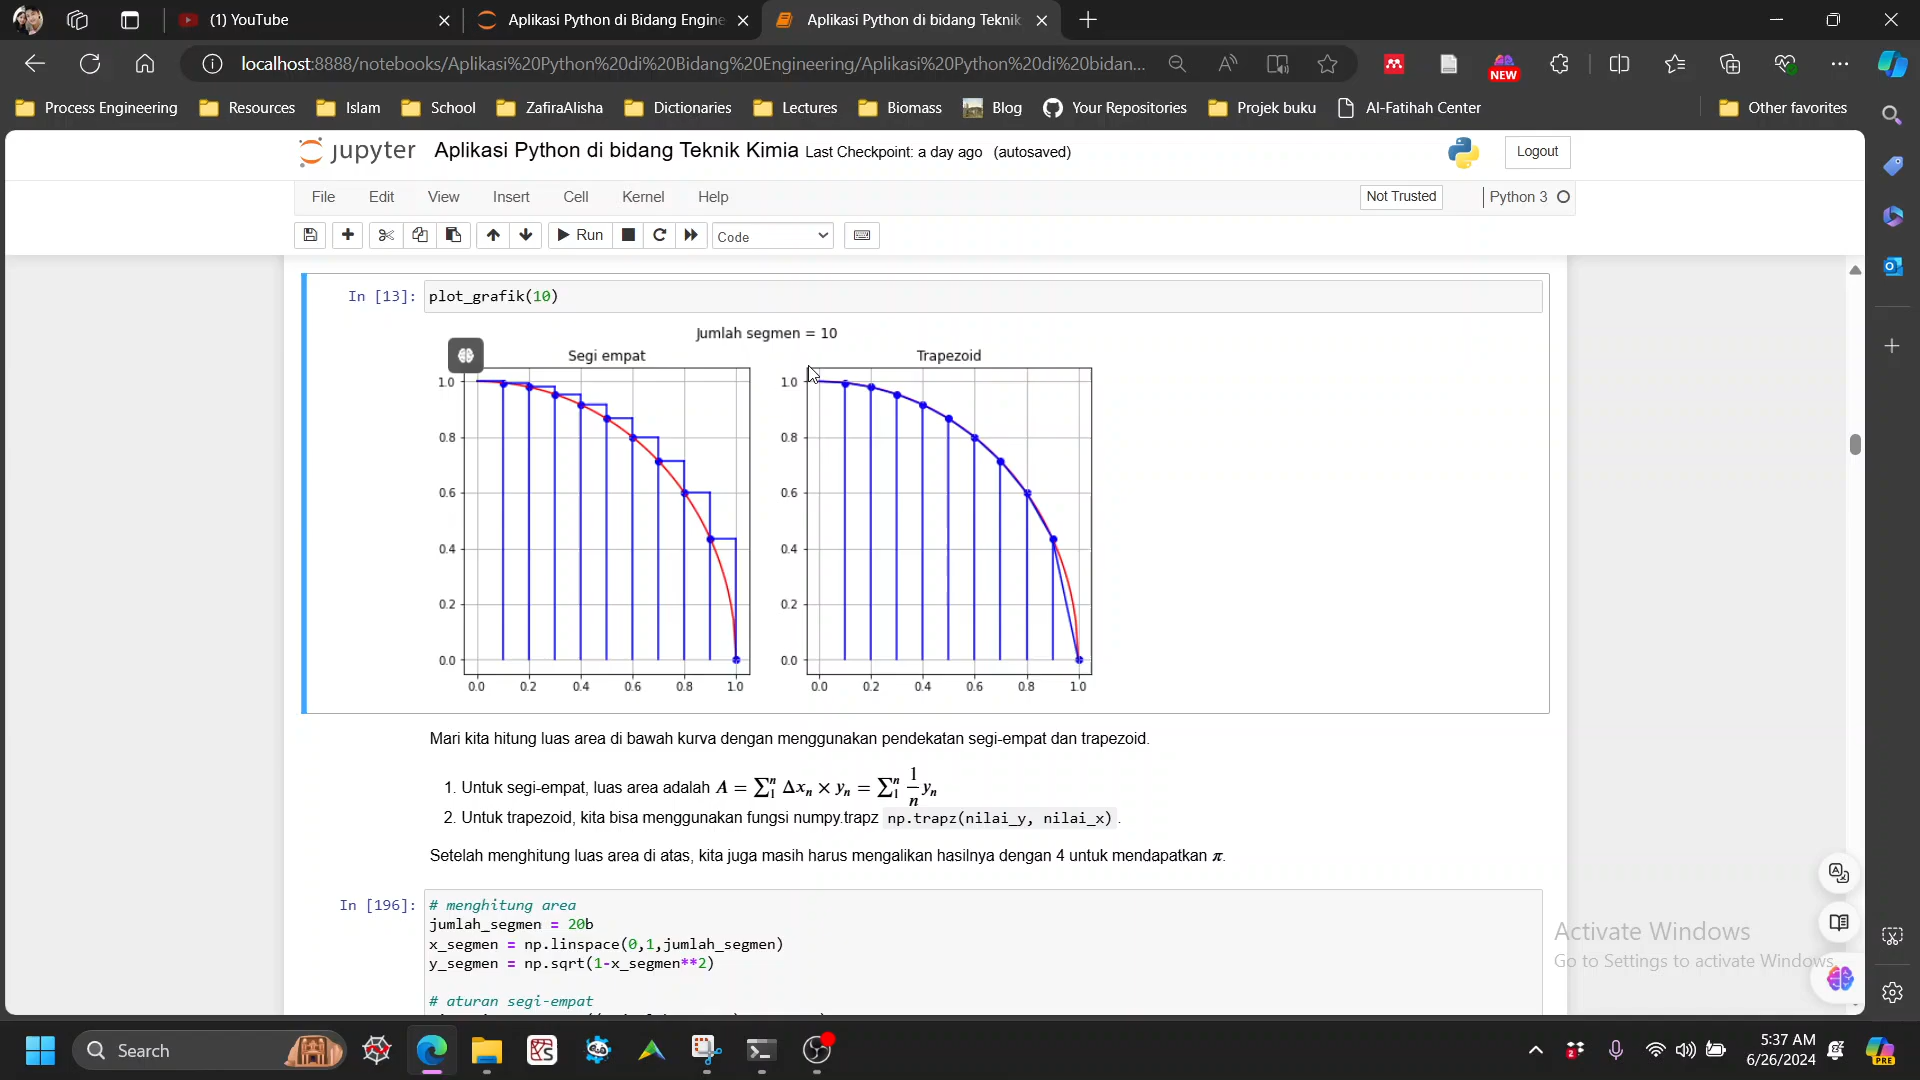 (1) YouTube
Aplikasi Python di Bidang Engine
Aplikasi Python di bidang Teknik
localhost:8888/notebooks/Aplikasi%20Python%20di%20Bidang%20Engineering/Aplikasi%20Python%20di%20bidan...
NEW
Process Engineering
Resources
Islam
School
ZafiraAlisha
Dictionaries
Lectures
Biomass
Blog
Your Repositories
Projek buku
Al-Fatihah Center
Other favorites
jupyter Aplikasi Python di bidang Teknik Kimia Last Checkpoint: a day ago (autosaved)
Logout
File Edit View Insert Cell Kernel Help
Not Trusted
Python 3
Run
Code
In [13]: plot_grafik(10)
Jumlah segmen = 10
Segi empat
Trapezoid
1.0
0.8
0.6
0.4
0.2
0.0
0.0 0.2 0.4 0.6 0.8 1.0
1.0
0.8
0.6
0.4
0.2
0.0
0.0 0.2 0.4 0.6 0.8 1.0
Mari kita hitung luas area di bawah kurva dengan menggunakan pendekatan segi-empat dan trapezoid.
1. Untuk segi-empat, luas area adalah A = ∑₁ⁿ Δxₙ × yₙ = ∑₁ⁿ 1/n yₙ
2. Untuk trapezoid, kita bisa menggunakan fungsi numpy.trapz np.trapz(nilai_y, nilai_x) .
Setelah menghitung luas area di atas, kita juga masih harus mengalikan hasilnya dengan 4 untuk mendapatkan π.
In [196]: # menghitung area
jumlah_segmen = 20b
x_segmen = np.linspace(0,1,jumlah_segmen)
y_segmen = np.sqrt(1-x_segmen**2)
# aturan segi-empat
Activate Windows
Go to Settings to activate Windows.
Search
2
5:37 AM
6/26/2024
PRE